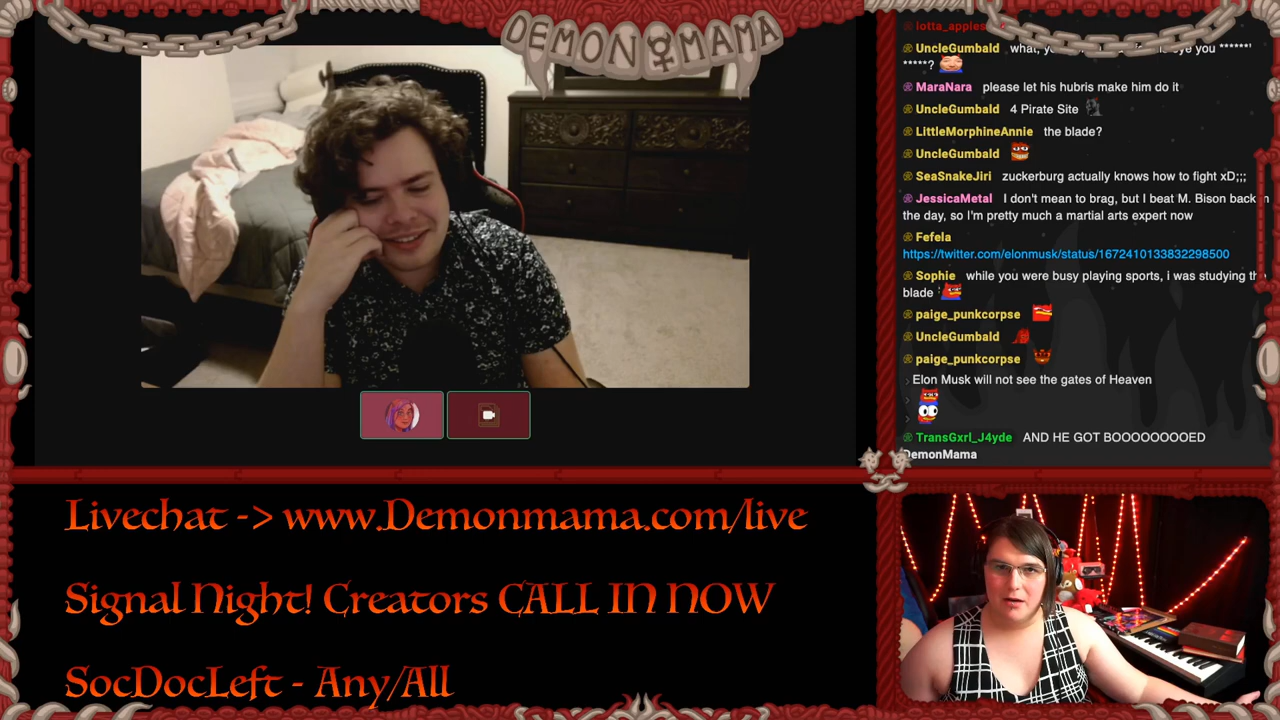 DEMON MAMA
lotta_apples
UncleGumbald what, ye you ******'
*****?
MaraNara please let his hubris make him do it
UncleGumbald 4 Pirate Site
LittleMorphineAnnie the blade?
UncleGumbald
SeaSnakeJiri zuckerburg actually knows how to fight xD;;;
JessicaMetal I don't mean to brag, but I beat M. Bison back in
the day, so I'm pretty much a martial arts expert now
Fefela
https://twitter.com/elonmusk/status/1672410133832298500
Sophie while you were busy playing sports, i was studying the
blade
paige_punkcorpse
UncleGumbald
paige_punkcorpse
Elon Musk will not see the gates of Heaven
TransGxrl_J4yde AND HE GOT BOOOOOOOOED
DemonMama
Livechat -> www.Demonmama.com/live
Signal Night! Creators CALL IN NOW
SocDocLeft - Any/All